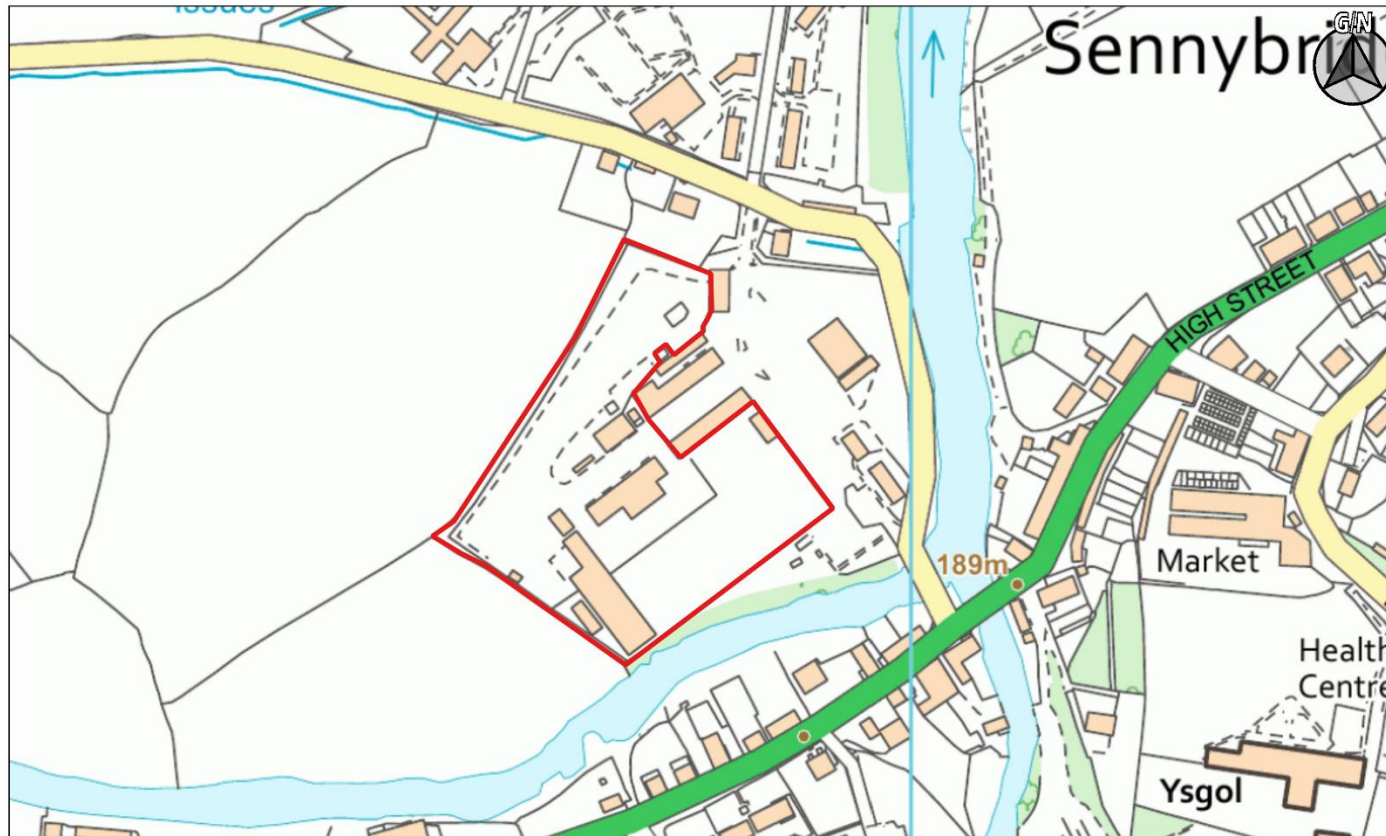 Issues
Sennybri
G/N
HIGH STREET
189m
Market
Health
Centre
Ysgol